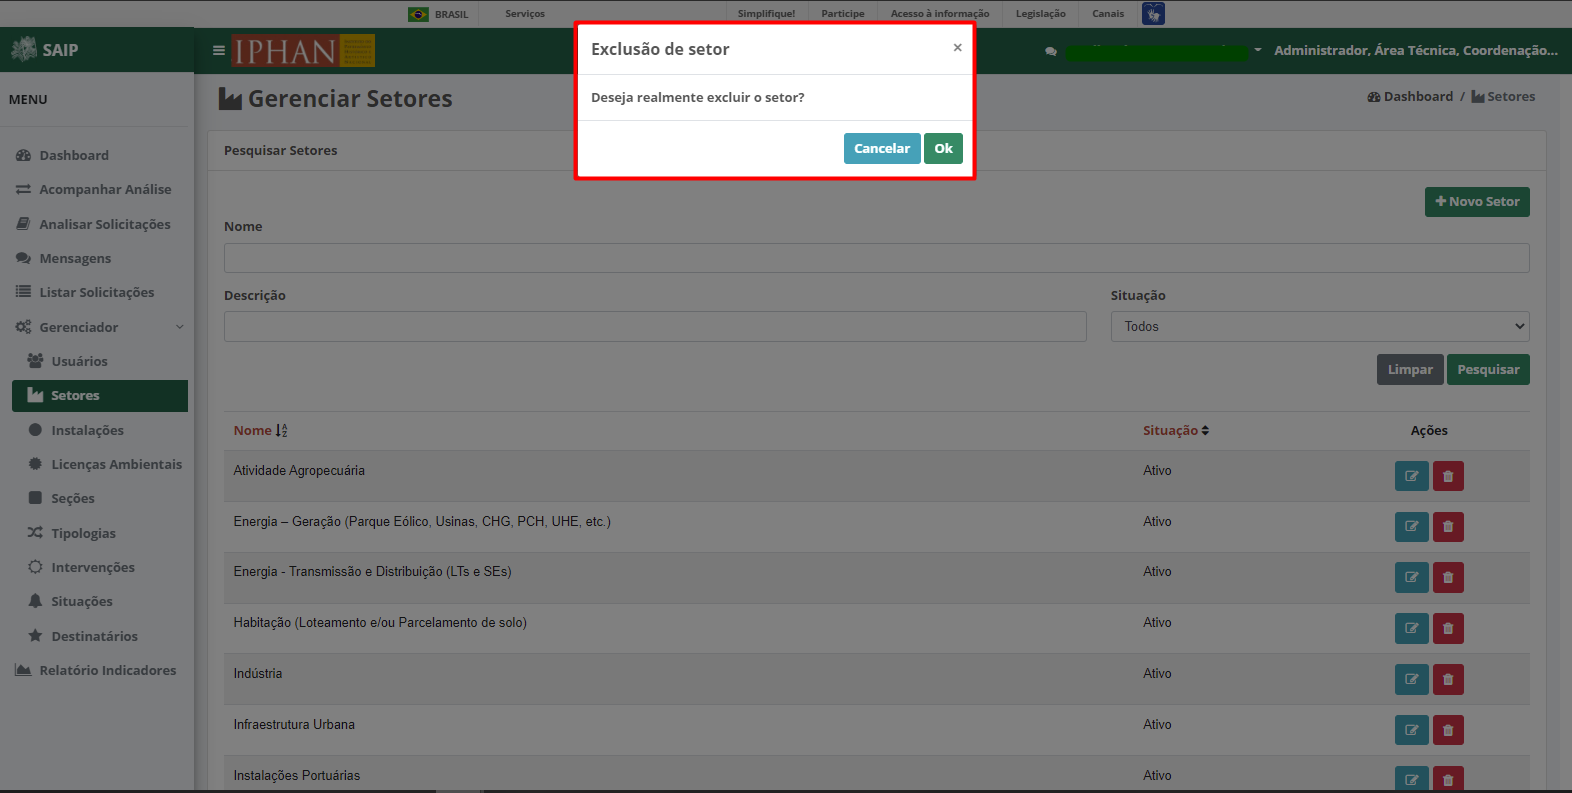 BRASIL Serviços Simplifique! Participe Acesso à informação Legislação Canais
SAIP
IPHAN
Administrador, Área Técnica, Coordenação...
Exclusão de setor ×
Deseja realmente excluir o setor?
Cancelar Ok
MENU
Dashboard
Acompanhar Análise
Analisar Solicitações
Mensagens
Listar Solicitações
Gerenciador
Usuários
Setores
Instalações
Licenças Ambientais
Seções
Tipologias
Intervenções
Situações
Destinatários
Relatório Indicadores
Gerenciar Setores
Dashboard / Setores
Pesquisar Setores
Novo Setor
Nome
Descrição Situação
Todos
Limpar Pesquisar
Nome Situação Ações
Atividade Agropecuária Ativo
Energia – Geração (Parque Eólico, Usinas, CHG, PCH, UHE, etc.) Ativo
Energia - Transmissão e Distribuição (LTs e SEs) Ativo
Habitação (Loteamento e/ou Parcelamento de solo) Ativo
Indústria Ativo
Infraestrutura Urbana Ativo
Instalações Portuárias Ativo